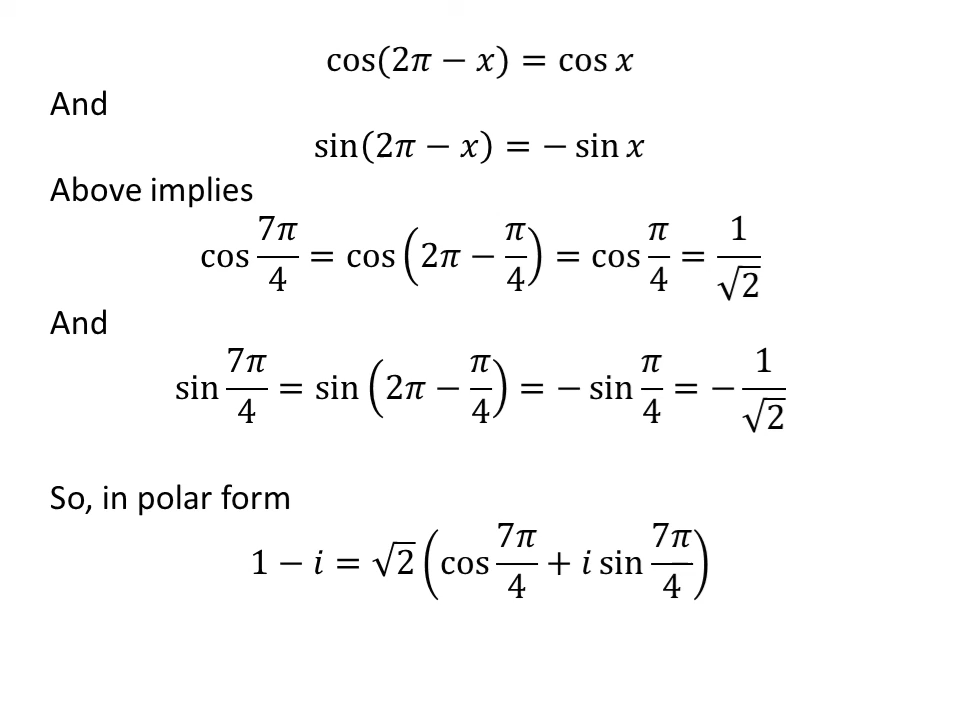 cos(2π − x) = cos x
And
sin(2π − x) = − sin x
Above implies
cos 7π/4 = cos (2π − π/4) = cos π/4 = 1/√2
And
sin 7π/4 = sin (2π − π/4) = − sin π/4 = − 1/√2
So, in polar form
1 − i = √2 (cos 7π/4 + i sin 7π/4)